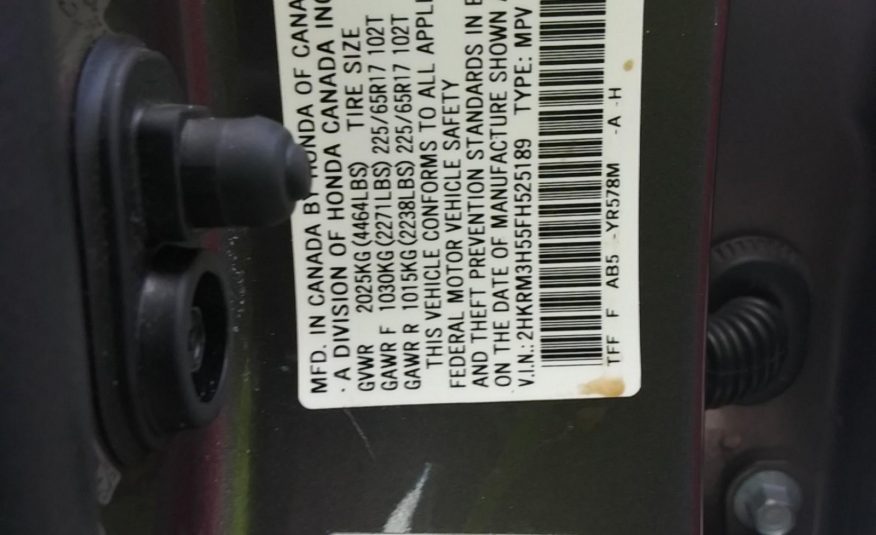 MFD. IN CANADA BY HONDA OF CANA
A DIVISION OF HONDA CANADA INC
GVWR 2025KG(4464LBS) TIRE SIZE
GAWR F 1030KG(2271LBS) 225/65R17 102T
GAWR R 1015KG(2238LBS) 225/65R17 102T
THIS VEHICLE CONFORMS TO ALL APPLI
FEDERAL MOTOR VEHICLE SAFETY
AND THEFT PREVENTION STANDARDS IN E
ON THE DATE OF MANUFACTURE SHOWN A
V.I.N.: 2HKRM3H55FH525189 TYPE: MPV
TFF F AB5 -YR578M -A -H